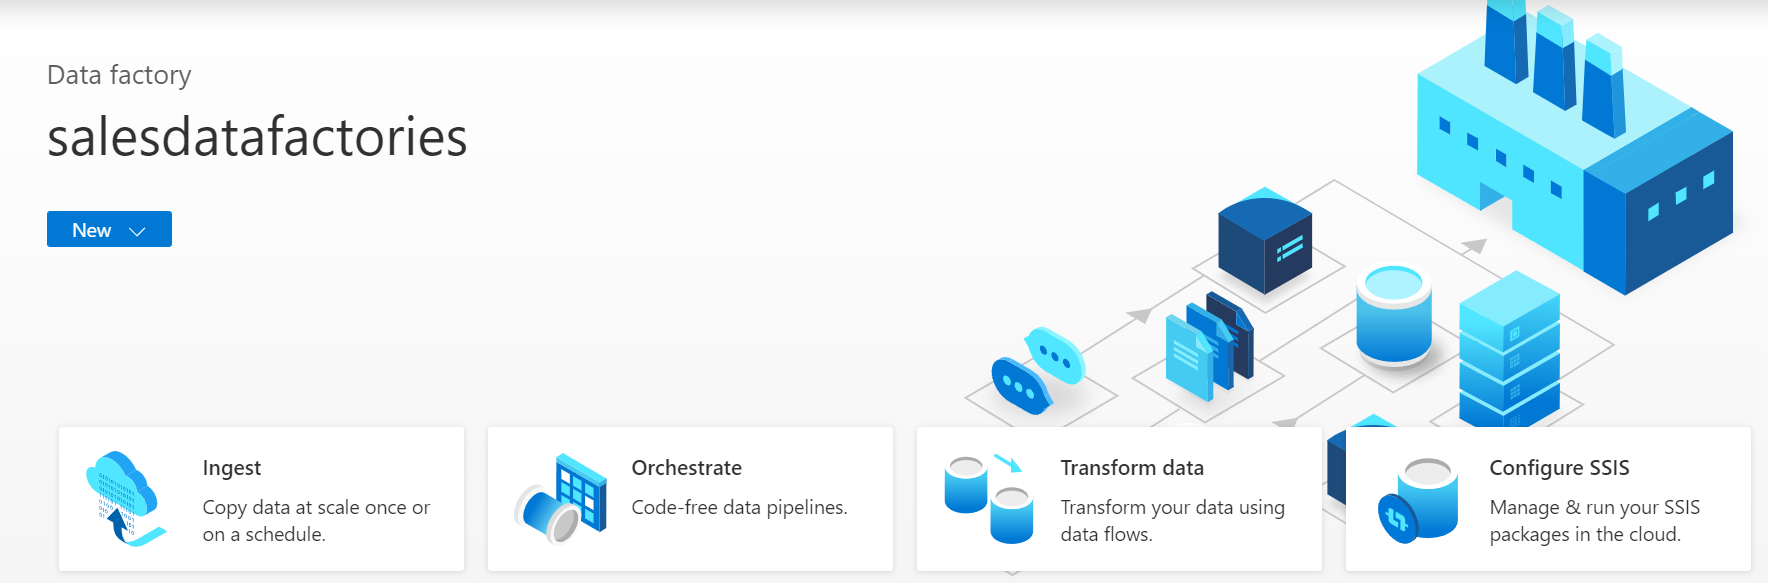 Data factory
salesdatafactories
New
Ingest
Copy data at scale once or
on a schedule.
Orchestrate
Code-free data pipelines.
Transform data
Transform your data using
data flows.
Configure SSIS
Manage & run your SSIS
packages in the cloud.